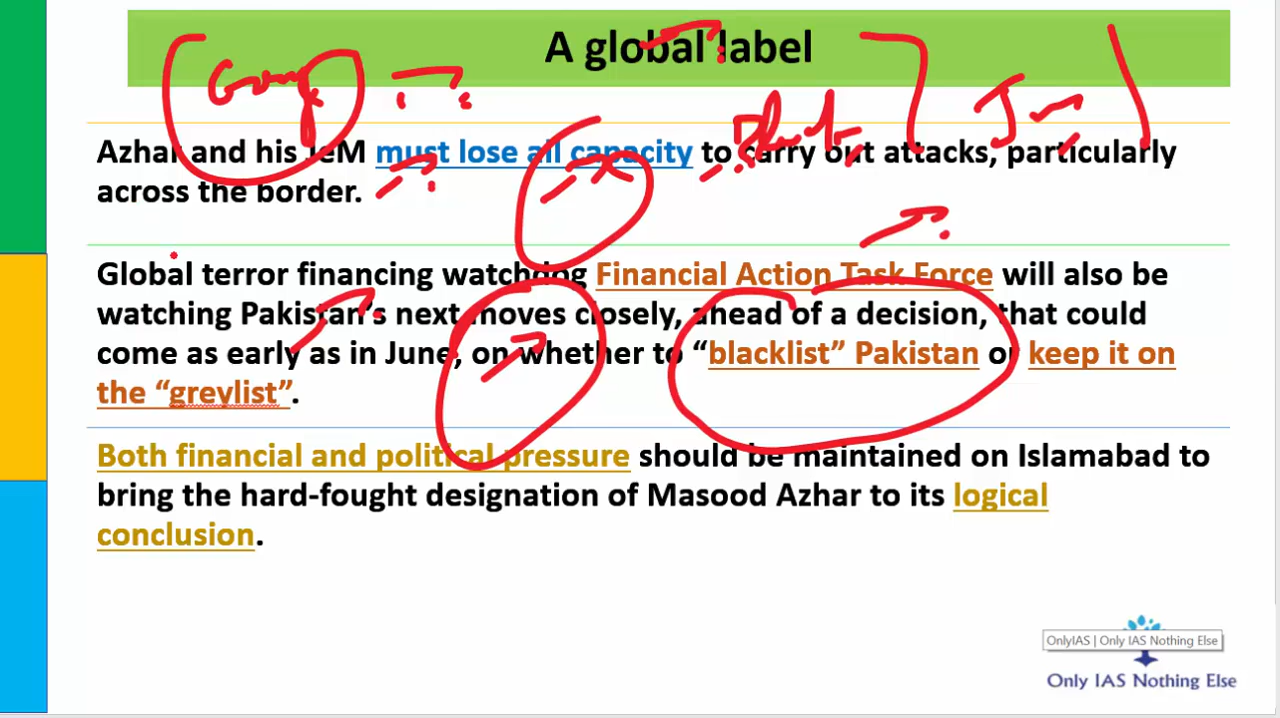 A global label
Azhar and his JeM must lose all capacity to carry out attacks, particularly
across the border.
Global terror financing watchdog Financial Action Task Force will also be
watching Pakistan's next moves closely, ahead of a decision, that could
come as early as in June, on whether to “blacklist” Pakistan or keep it on
the “greylist”.
Both financial and political pressure should be maintained on Islamabad to
bring the hard-fought designation of Masood Azhar to its logical
conclusion.
OnlyIAS | Only IAS Nothing Else
Only IAS Nothing Else